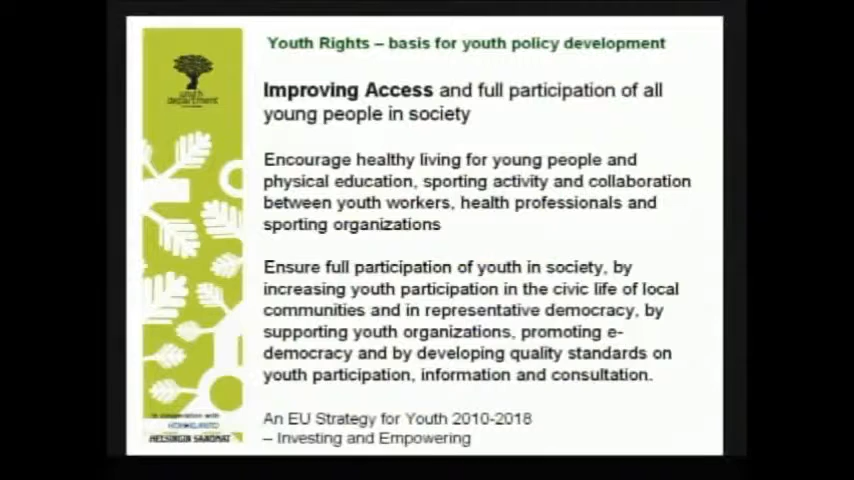 Youth Rights – basis for youth policy development
Improving Access and full participation of all
young people in society
Encourage healthy living for young people and
physical education, sporting activity and collaboration
between youth workers, health professionals and
sporting organizations
Ensure full participation of youth in society, by
increasing youth participation in the civic life of local
communities and in representative democracy, by
supporting youth organizations, promoting e-
democracy and by developing quality standards on
youth participation, information and consultation.
An EU Strategy for Youth 2010-2018
– Investing and Empowering
youth
department
in cooperation with
HELSINGIN SANOMAT